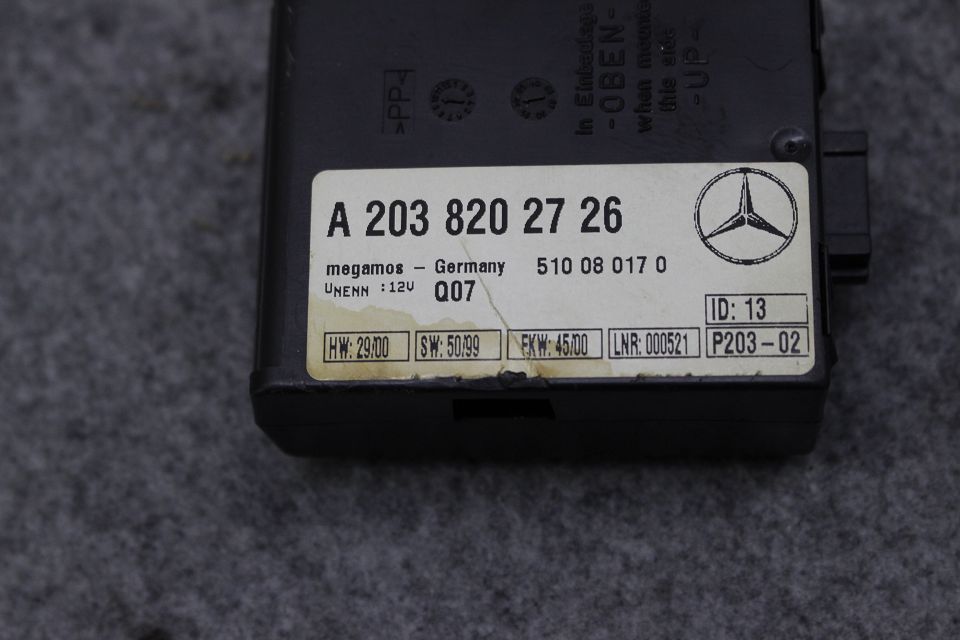 >PP<
In Einbaulage
-OBEN-
when mounted
this side
-UP-
A 203 820 27 26
megamos – Germany 510 08 017 0
UNENN :12V Q07
ID: 13
HW: 29/00 SW: 50/99 FKW: 45/00 LNR: 000521 P203-02